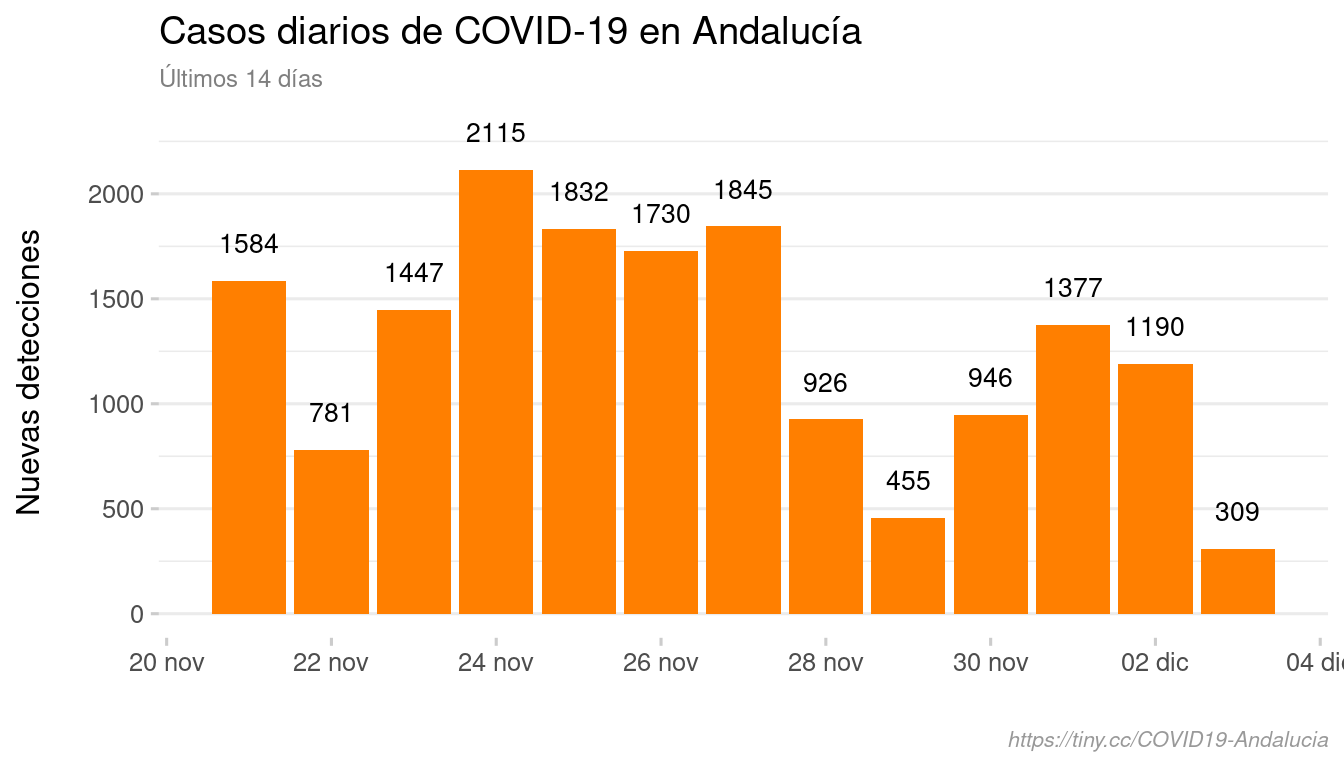 Casos diarios de COVID-19 en Andalucía
Últimos 14 días
Nuevas detecciones
2000
1500
1000
500
0
1584
781
1447
2115
1832
1730
1845
926
455
946
1377
1190
309
20 nov
22 nov
24 nov
26 nov
28 nov
30 nov
02 dic
04 di
https://tiny.cc/COVID19-Andalucia